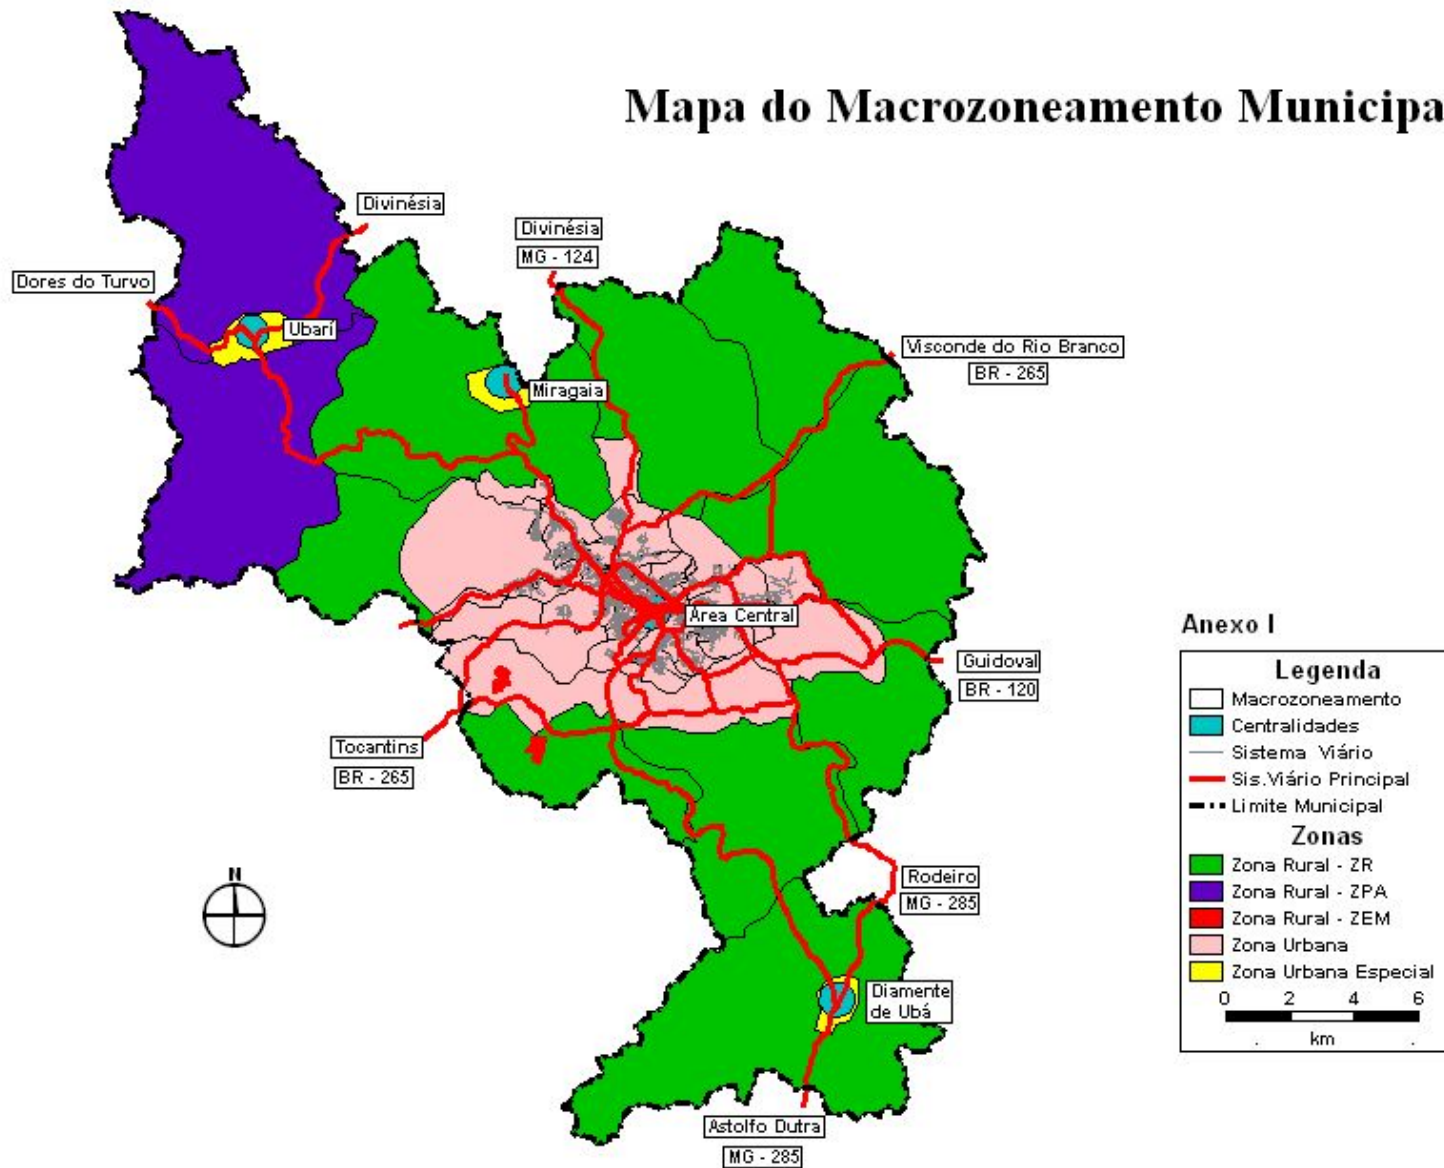 Mapa do Macrozoneamento Municipa
Divinésia
Divinésia
MG - 124
Dores do Turvo
Ubarí
Visconde do Rio Branco
BR - 265
Miragaia
Área Central
Guidoval
BR - 120
Tocantins
BR - 265
N
Rodeiro
MG - 285
Diamente
de Ubá
Astolfo Dutra
MG - 285
Anexo I
Legenda
Macrozoneamento
Centralidades
Sistema Viário
Sis.Viário Principal
Limite Municipal
Zonas
Zona Rural - ZR
Zona Rural - ZPA
Zona Rural - ZEM
Zona Urbana
Zona Urbana Especial
0 2 4 6
. km .